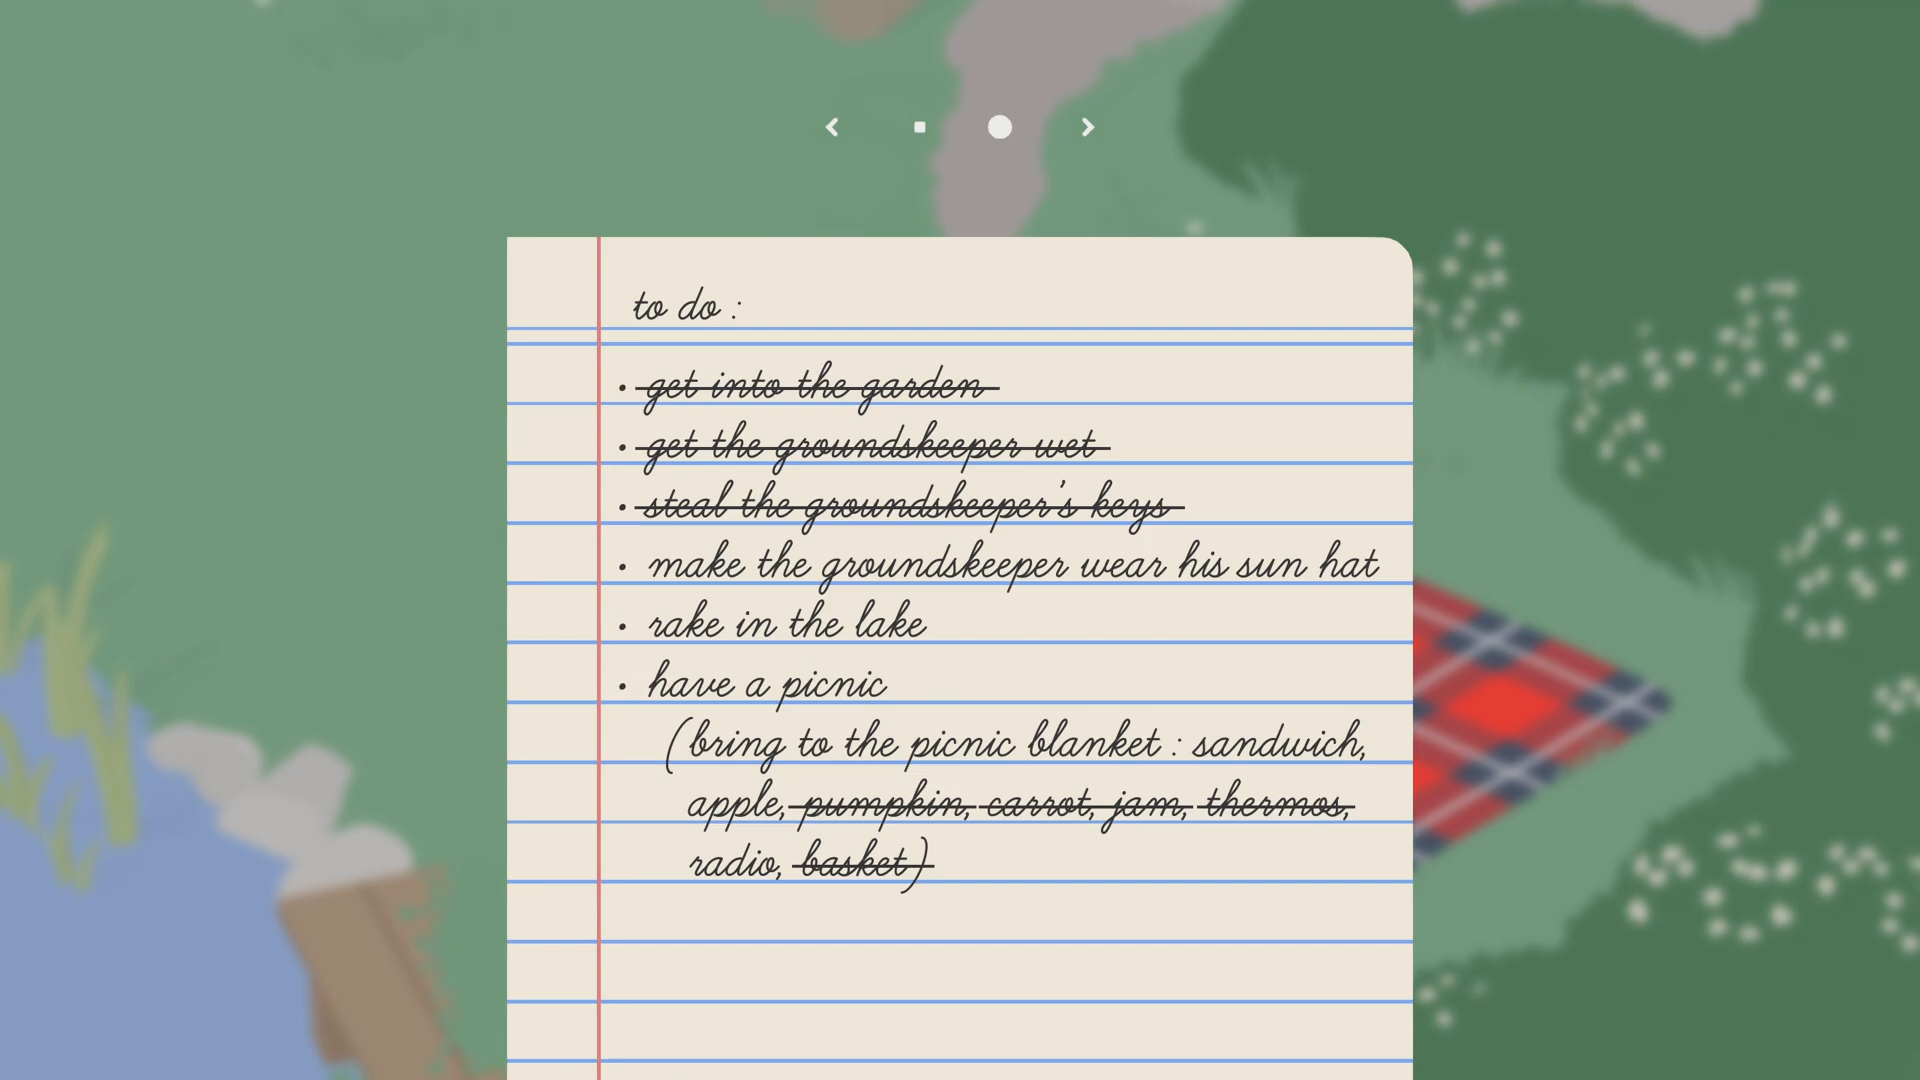 to do :
• get into the garden
• get the groundskeeper wet
• steal the groundskeeper's keys
• make the groundskeeper wear his sun hat
• rake in the lake
• have a picnic
(bring to the picnic blanket : sandwich,
apple, pumpkin, carrot, jam, thermos,
radio, basket)